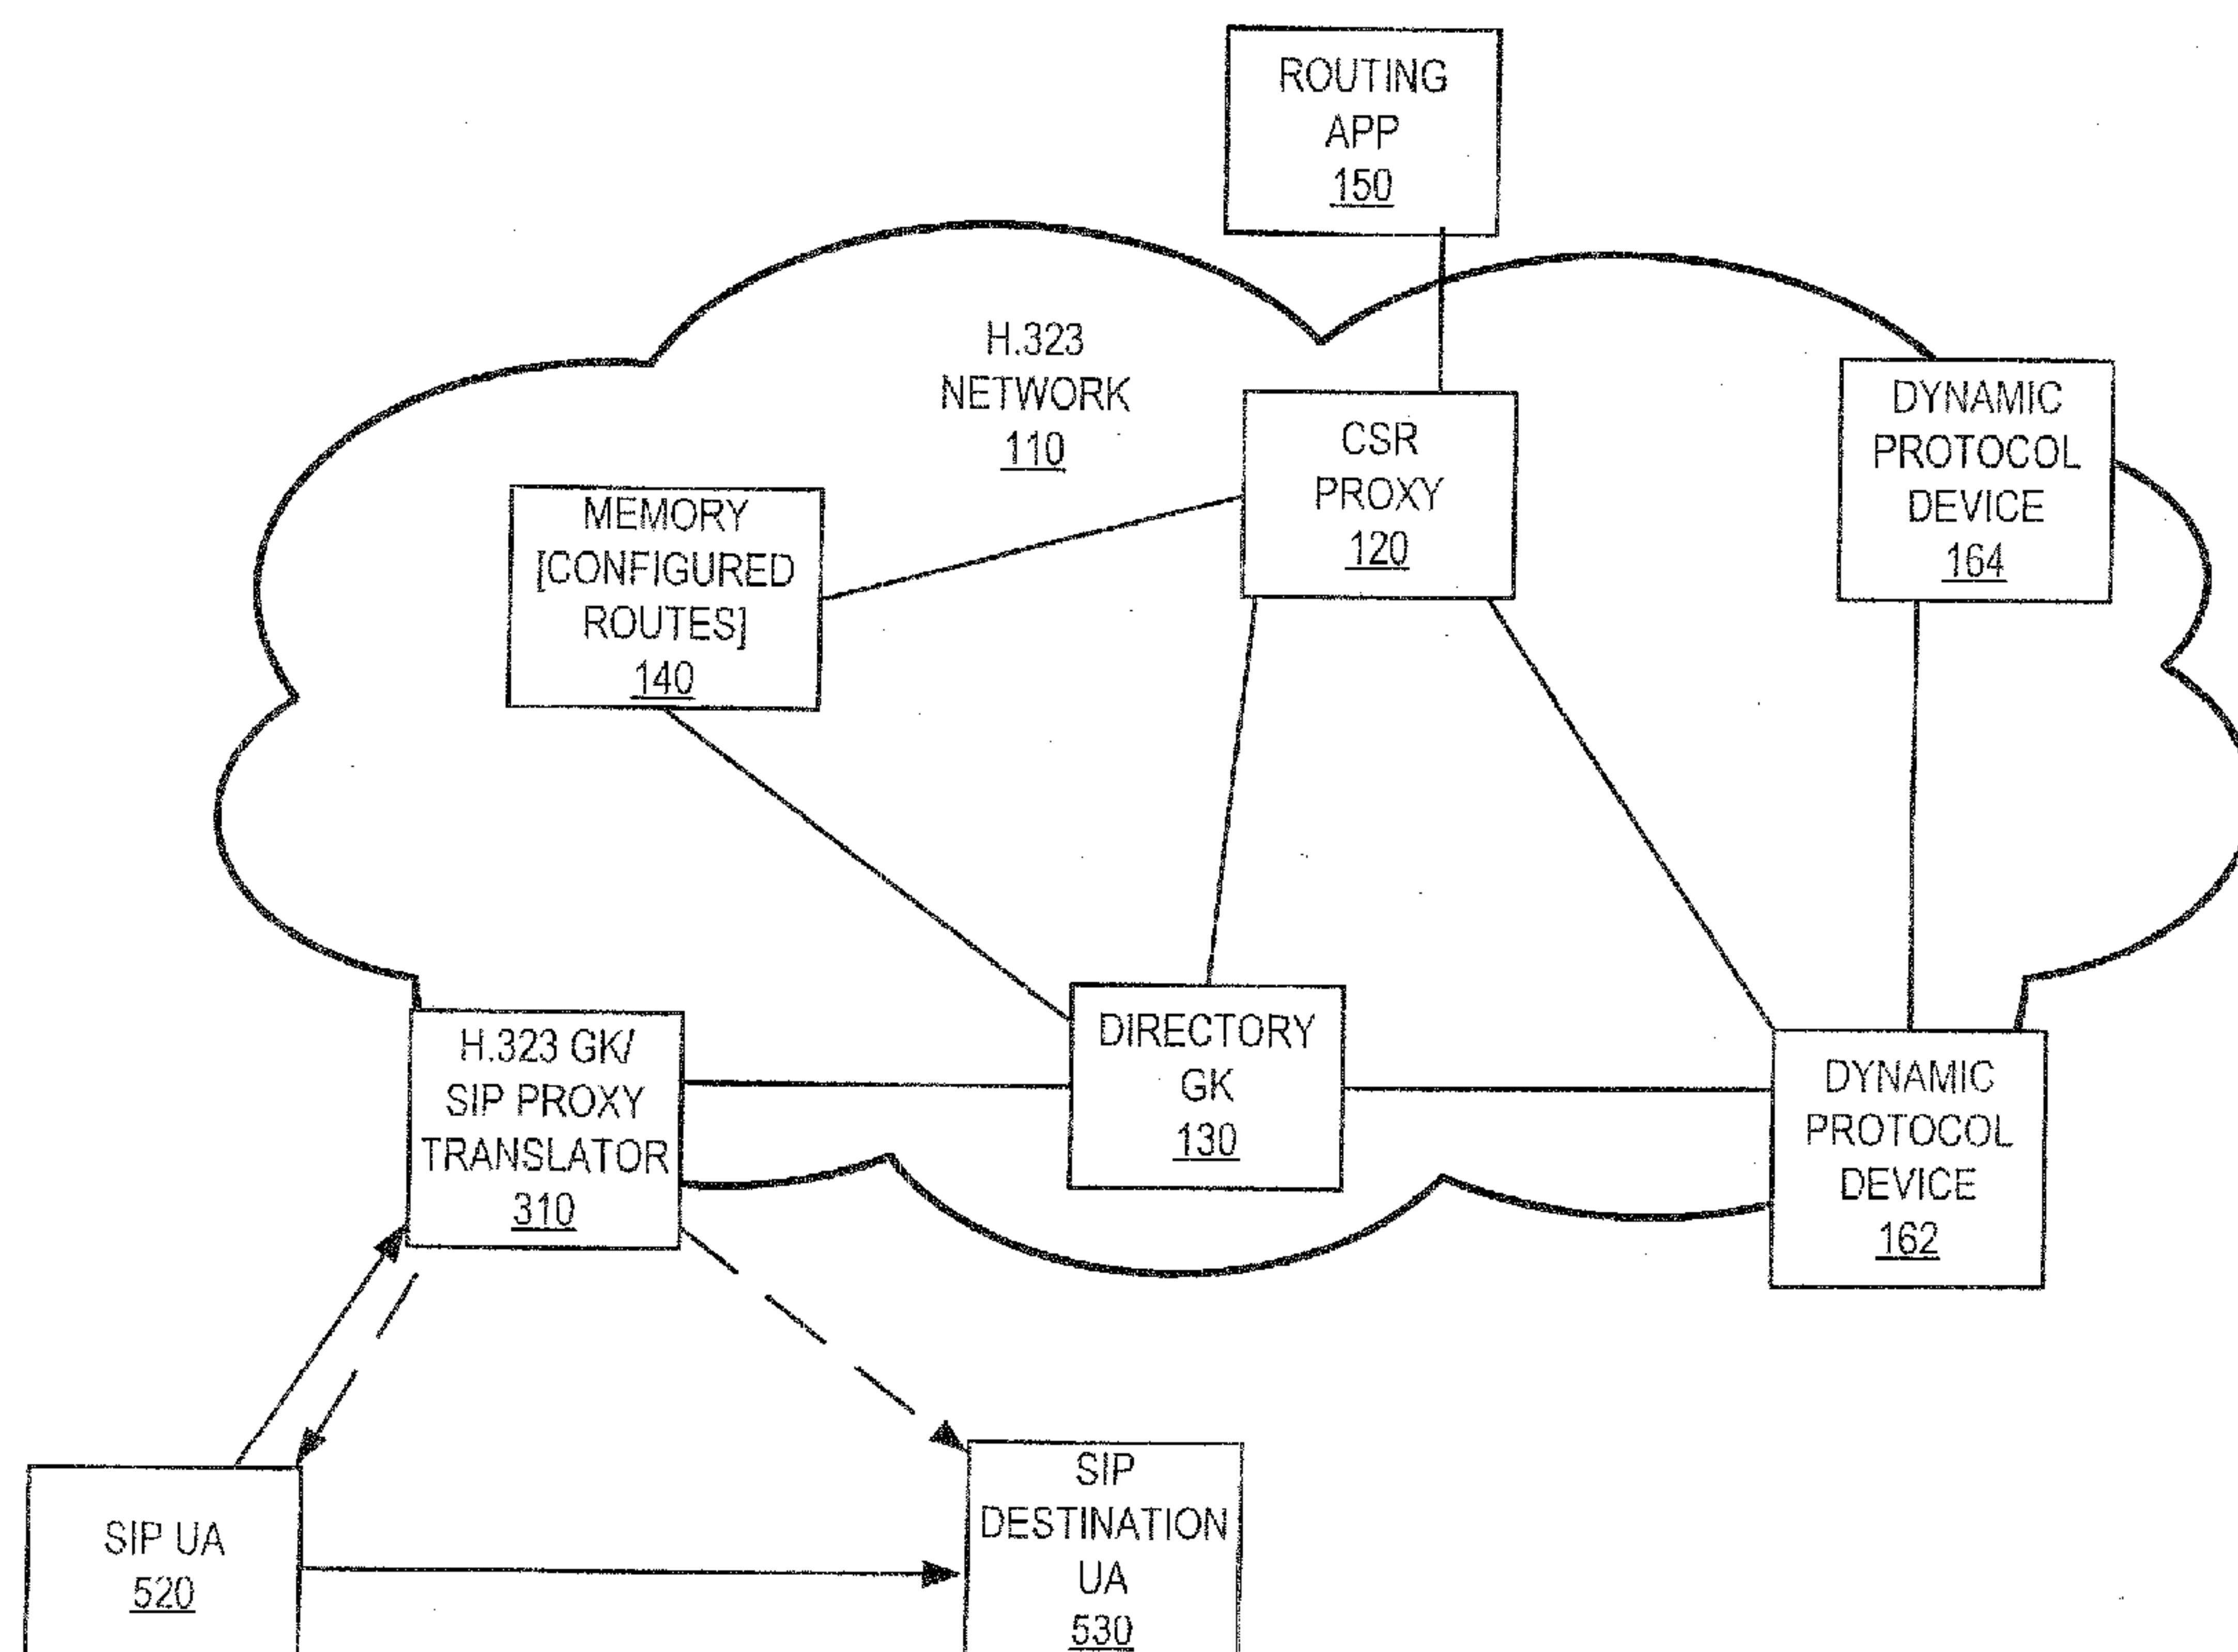 ROUTING
APP
150
H.323
NETWORK
110
CSR
PROXY
120
DYNAMIC
PROTOCOL
DEVICE
164
MEMORY
[CONFIGURED
ROUTES]
140
H.323 GK/
SIP PROXY
TRANSLATOR
310
DIRECTORY
GK
130
DYNAMIC
PROTOCOL
DEVICE
162
SIP UA
520
SIP
DESTINATION
UA
530